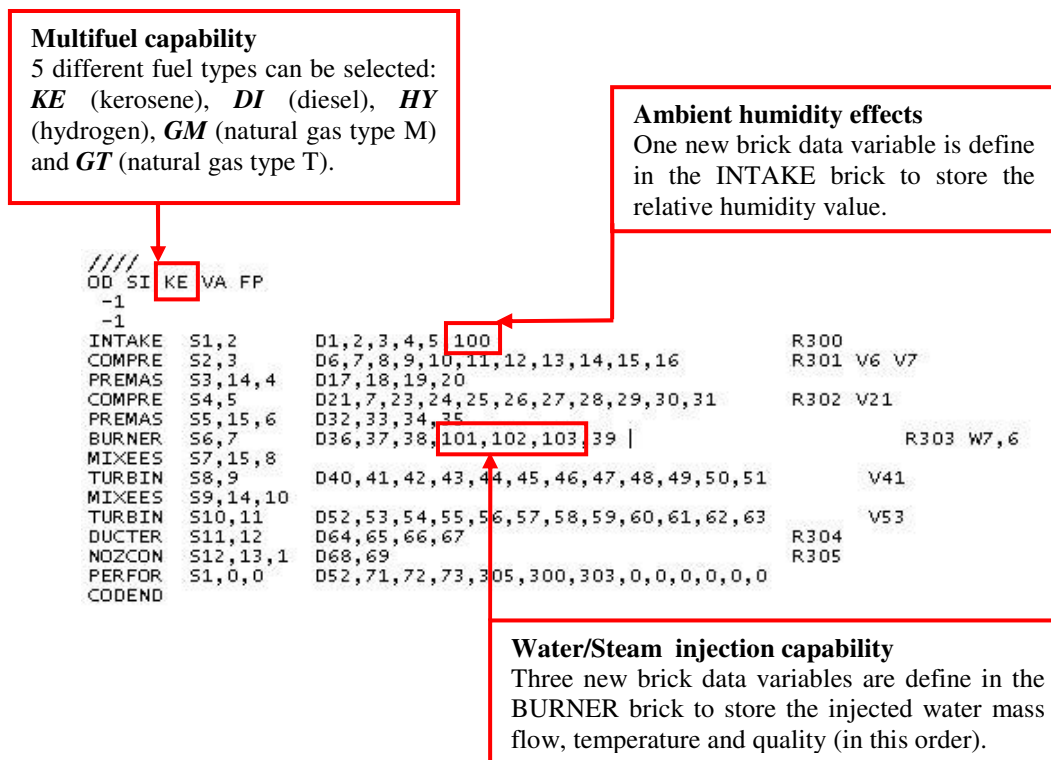 Multifuel capability
5 different fuel types can be selected:
KE (kerosene), DI (diesel), HY
(hydrogen), GM (natural gas type M)
and GT (natural gas type T).
Ambient humidity effects
One new brick data variable is define
in the INTAKE brick to store the
relative humidity value.
////
OD SI KE VA FP
-1
-1
INTAKE S1,2 D1,2,3,4,5 100 R300
COMPRE S2,3 D6,7,8,9,10,11,12,13,14,15,16 R301 V6 V7
PREMAS S3,14,4 D17,18,19,20
COMPRE S4,5 D21,7,23,24,25,26,27,28,29,30,31 R302 V21
PREMAS S5,15,6 D32,33,34,35
BURNER S6,7 D36,37,38,101,102,103,39 | R303 W7,6
MIXEES S7,15,8
TURBIN S8,9 D40,41,42,43,44,45,46,47,48,49,50,51 V41
MIXEES S9,14,10
TURBIN S10,11 D52,53,54,55,56,57,58,59,60,61,62,63 V53
DUCTER S11,12 D64,65,66,67 R304
NOZCON S12,13,1 D68,69 R305
PERFOR S1,0,0 D52,71,72,73,305,300,303,0,0,0,0,0,0
CODEND
Water/Steam injection capability
Three new brick data variables are define in the
BURNER brick to store the injected water mass
flow, temperature and quality (in this order).